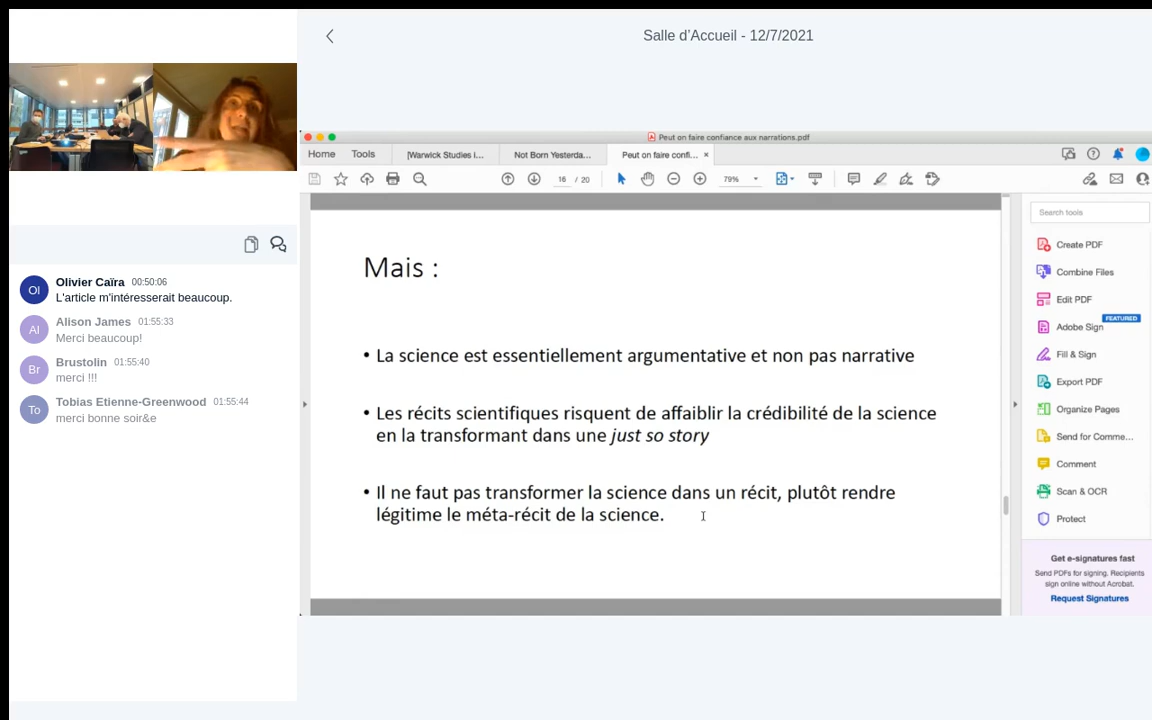 Salle d’Accueil - 12/7/2021
Peut on faire confiance aux narrations.pdf
Home Tools [Warwick Studies i... Not Born Yesterda... Peut on faire confi... ×
16 / 20 79%
Olivier Caïra 00:50:06
Ol
L'article m'intéresserait beaucoup.
Alison James 01:55:33
Al
Merci beaucoup!
Brustolin 01:55:40
Br
merci !!!
Tobias Etienne-Greenwood 01:55:44
To
merci bonne soir&e
Mais :
• La science est essentiellement argumentative et non pas narrative
• Les récits scientifiques risquent de affaiblir la crédibilité de la science
en la transformant dans une just so story
• Il ne faut pas transformer la science dans un récit, plutôt rendre
légitime le méta-récit de la science.
Search tools
Create PDF
Combine Files
Edit PDF
FEATURED
Adobe Sign
Fill & Sign
Export PDF
Organize Pages
Send for Comme...
Comment
Scan & OCR
Protect
Get e-signatures fast
Send PDFs for signing. Recipients
sign online without Acrobat.
Request Signatures